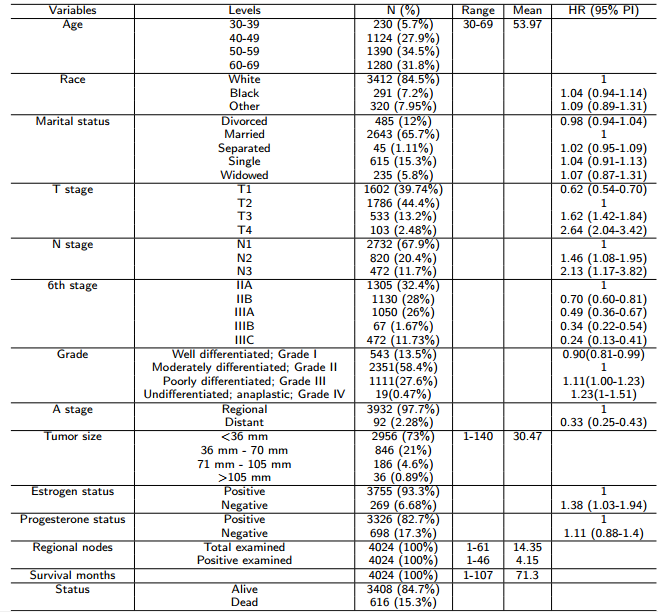 Variables Levels N (%) Range Mean HR (95% PI)
Age 30-39 230 (5.7%) 30-69 53.97
40-49 1124 (27.9%)
50-59 1390 (34.5%)
60-69 1280 (31.8%)
Race White 3412 (84.5%) 1
Black 291 (7.2%) 1.04 (0.94-1.14)
Other 320 (7.95%) 1.09 (0.89-1.31)
Marital status Divorced 485 (12%) 0.98 (0.94-1.04)
Married 2643 (65.7%) 1
Separated 45 (1.11%) 1.02 (0.95-1.09)
Single 615 (15.3%) 1.04 (0.91-1.13)
Widowed 235 (5.8%) 1.07 (0.87-1.31)
T stage T1 1602 (39.74%) 0.62 (0.54-0.70)
T2 1786 (44.4%) 1
T3 533 (13.2%) 1.62 (1.42-1.84)
T4 103 (2.48%) 2.64 (2.04-3.42)
N stage N1 2732 (67.9%) 1
N2 820 (20.4%) 1.46 (1.08-1.95)
N3 472 (11.7%) 2.13 (1.17-3.82)
6th stage IIA 1305 (32.4%) 1
IIB 1130 (28%) 0.70 (0.60-0.81)
IIIA 1050 (26%) 0.49 (0.36-0.67)
IIIB 67 (1.67%) 0.34 (0.22-0.54)
IIIC 472 (11.73%) 0.24 (0.13-0.41)
Grade Well differentiated; Grade I 543 (13.5%) 0.90(0.81-0.99)
Moderately differentiated; Grade II 2351(58.4%) 1
Poorly differentiated; Grade III 1111(27.6%) 1.11(1.00-1.23)
Undifferentiated; anaplastic; Grade IV 19(0.47%) 1.23(1-1.51)
A stage Regional 3932 (97.7%) 1
Distant 92 (2.28%) 0.33 (0.25-0.43)
Tumor size <36 mm 2956 (73%) 1-140 30.47
36 mm - 70 mm 846 (21%)
71 mm - 105 mm 186 (4.6%)
>105 mm 36 (0.89%)
Estrogen status Positive 3755 (93.3%) 1
Negative 269 (6.68%) 1.38 (1.03-1.94)
Progesterone status Positive 3326 (82.7%) 1
Negative 698 (17.3%) 1.11 (0.88-1.4)
Regional nodes Total examined 4024 (100%) 1-61 14.35
Positive examined 4024 (100%) 1-46 4.15
Survival months 4024 (100%) 1-107 71.3
Status Alive 3408 (84.7%)
Dead 616 (15.3%)